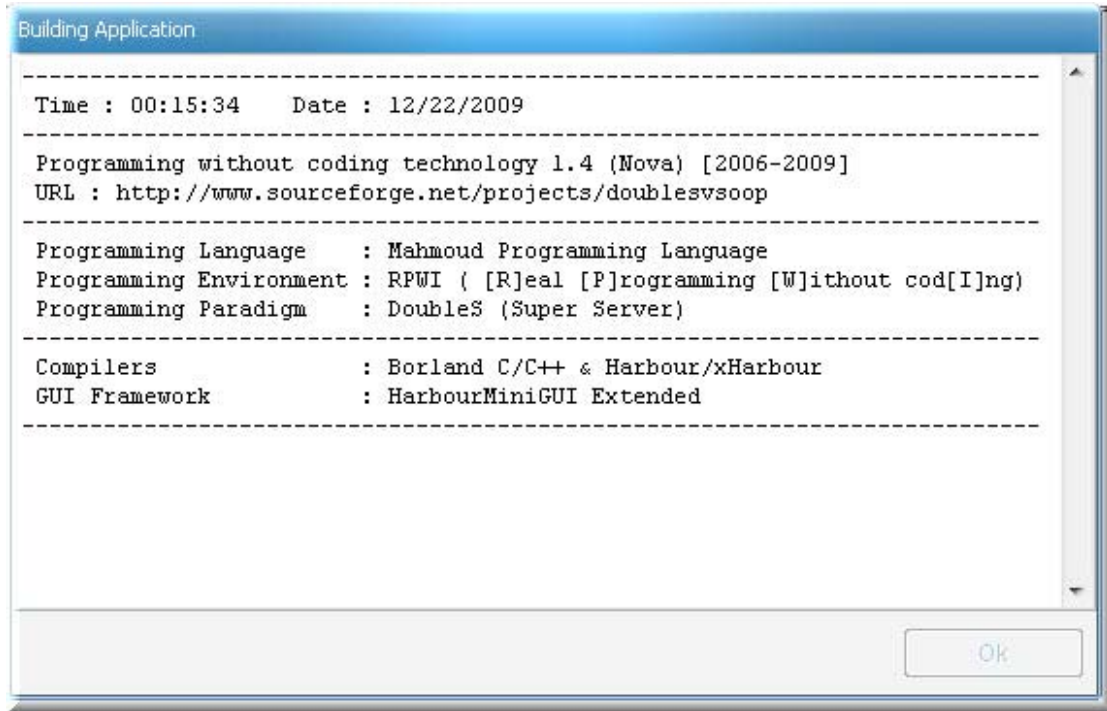 Building Application
--------------------------------------------------------------------------
Time : 00:15:34    Date : 12/22/2009
--------------------------------------------------------------------------
Programming without coding technology 1.4 (Nova) [2006-2009]
URL : http://www.sourceforge.net/projects/doublesvsoop
--------------------------------------------------------------------------
Programming Language    : Mahmoud Programming Language
Programming Environment : RPWI ( [R]eal [P]rogramming [W]ithout cod[I]ng)
Programming Paradigm    : DoubleS (Super Server)
--------------------------------------------------------------------------
Compilers               : Borland C/C++ & Harbour/xHarbour
GUI Framework           : HarbourMiniGUI Extended
--------------------------------------------------------------------------
Ok